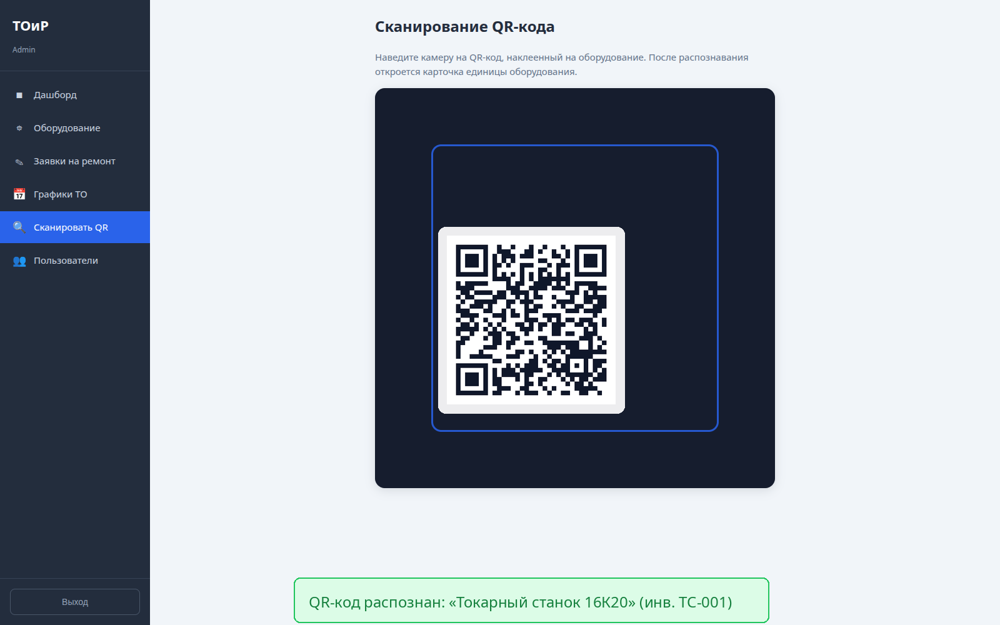 ТОиР
Admin
Дашборд
Оборудование
Заявки на ремонт
Графики ТО
Сканировать QR
Пользователи
Выход
Сканирование QR-кода
Наведите камеру на QR-код, наклеенный на оборудование. После распознавания
откроется карточка единицы оборудования.
QR-код распознан: «Токарный станок 16К20» (инв. ТС-001)